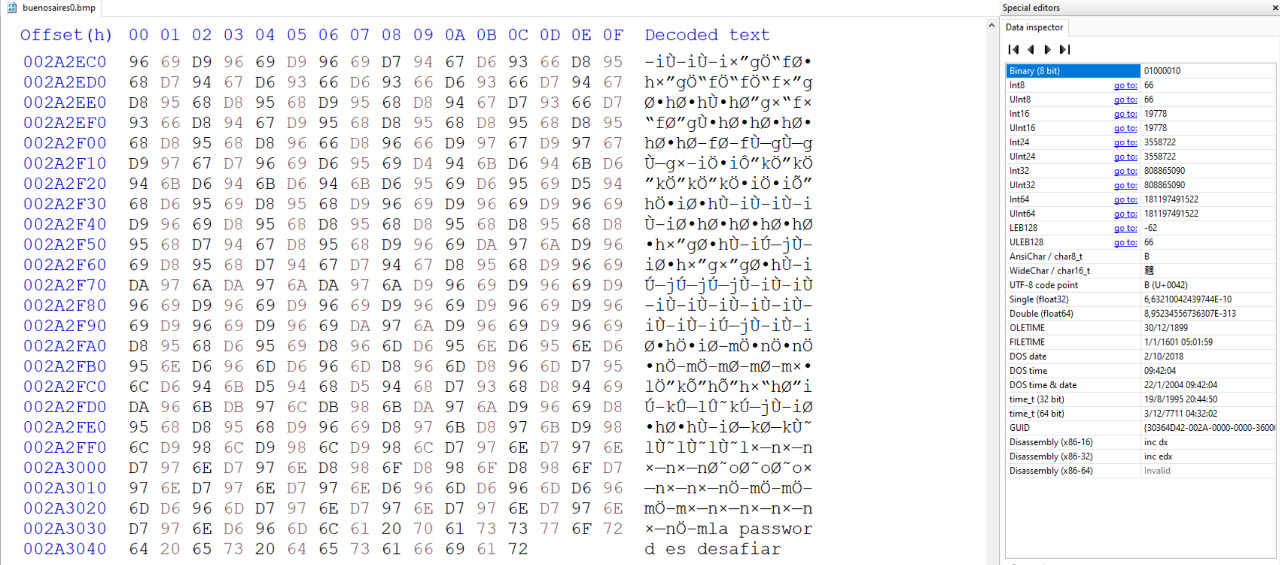 buenosaires0.bmp
Special editors
Data inspector
Offset(h) 00 01 02 03 04 05 06 07 08 09 0A 0B 0C 0D 0E 0F Decoded text
002A2EC0 96 69 D9 96 69 D9 96 69 D7 94 67 D6 93 66 D8 95 –iÙ–iÙ–i×”gÖ“fØ•
002A2ED0 68 D7 94 67 D6 93 66 D6 93 66 D6 93 66 D7 94 67 h×”gÖ“fÖ“fÖ“f×”g
002A2EE0 D8 95 68 D8 95 68 D9 95 68 D8 94 67 D7 93 66 D7 Ø•hØ•hÙ•hØ”g×“f×
002A2EF0 93 66 D8 94 67 D9 95 68 D8 95 68 D8 95 68 D8 95 “fØ”gÙ•hØ•hØ•hØ•
002A2F00 68 D8 95 68 D8 96 66 D8 96 66 D9 97 67 D9 97 67 hØ•hØ–fØ–fÙ—gÙ—g
002A2F10 D9 97 67 D7 96 69 D6 95 69 D4 94 6B D6 94 6B D6 Ù—g×–iÖ•iÔ”kÖ”kÖ
002A2F20 94 6B D6 94 6B D6 94 6B D6 95 69 D6 95 69 D5 94 ”kÖ”kÖ”kÖ•iÖ•iÕ”
002A2F30 68 D6 95 69 D8 95 68 D9 96 69 D9 96 69 D9 96 69 hÖ•iØ•hÙ–iÙ–iÙ–i
002A2F40 D9 96 69 D8 95 68 D8 95 68 D8 95 68 D8 95 68 D8 Ù–iØ•hØ•hØ•hØ•hØ
002A2F50 95 68 D7 94 67 D8 95 68 D9 96 69 DA 97 6A D9 96 •h×”gØ•hÙ–iÚ—jÙ–
002A2F60 69 D8 95 68 D7 94 67 D7 94 67 D8 95 68 D9 96 69 iØ•h×”g×”gØ•hÙ–i
002A2F70 DA 97 6A DA 97 6A DA 97 6A D9 96 69 D9 96 69 D9 Ú—jÚ—jÚ—jÙ–iÙ–iÙ
002A2F80 96 69 D9 96 69 D9 96 69 D9 96 69 D9 96 69 D9 96 –iÙ–iÙ–iÙ–iÙ–iÙ–
002A2F90 69 D9 96 69 D9 96 69 DA 97 6A D9 96 69 D9 96 69 iÙ–iÙ–iÚ—jÙ–iÙ–i
002A2FA0 D8 95 68 D6 95 69 D8 96 6D D6 95 6E D6 95 6E D6 Ø•hÖ•iØ–mÖ•nÖ•nÖ
002A2FB0 95 6E D6 96 6D D6 96 6D D8 96 6D D8 96 6D D7 95 •nÖ–mÖ–mØ–mØ–m×•
002A2FC0 6C D6 94 6B D5 94 68 D5 94 68 D7 93 68 D8 94 69 lÖ”kÕ”hÕ”h×“hØ”i
002A2FD0 DA 96 6B DB 97 6C DB 98 6B DA 97 6A D9 96 69 D8 Ú–kÛ—lÛ˜kÚ—jÙ–iØ
002A2FE0 95 68 D8 95 68 D9 96 69 D8 97 6B D8 97 6B D9 98 •hØ•hÙ–iØ—kØ—kÙ˜
002A2FF0 6C D9 98 6C D9 98 6C D9 98 6C D7 97 6E D7 97 6E lÙ˜lÙ˜lÙ˜l×—n×—n
002A3000 D7 97 6E D7 97 6E D8 98 6F D8 98 6F D8 98 6F D7 ×—n×—nØ˜oØ˜oØ˜o×
002A3010 97 6E D7 97 6E D7 97 6E D6 96 6D D6 96 6D D6 96 —n×—n×—nÖ–mÖ–mÖ–
002A3020 6D D6 96 6D D7 97 6E D7 97 6E D7 97 6E D7 97 6E mÖ–m×—n×—n×—n×—n
002A3030 D7 97 6E D6 96 6D 6C 61 20 70 61 73 73 77 6F 72 ×—nÖ–mla passwor
002A3040 64 20 65 73 20 64 65 73 61 66 69 61 72 d es desafiar
Binary (8 bit) 01000010
Int8 go to: 66
UInt8 go to: 66
Int16 go to: 19778
UInt16 go to: 19778
Int24 go to: 3558722
UInt24 go to: 3558722
Int32 go to: 808865090
UInt32 go to: 808865090
Int64 go to: 181197491522
UInt64 go to: 181197491522
LEB128 go to: -62
ULEB128 go to: 66
AnsiChar / char8_t B
WideChar / char16_t
UTF-8 code point B (U+0042)
Single (float32) 6,63210042439744E-10
Double (float64) 8,95234556736307E-313
OLETIME 30/12/1899
FILETIME 1/1/1601 05:01:59
DOS date 2/10/2018
DOS time 09:42:04
DOS time & date 22/1/2004 09:42:04
time_t (32 bit) 19/8/1995 20:44:50
time_t (64 bit) 3/12/7711 04:32:02
GUID {30364D42-002A-0000-0000-36000
Disassembly (x86-16) inc dx
Disassembly (x86-32) inc edx
Disassembly (x86-64) Invalid